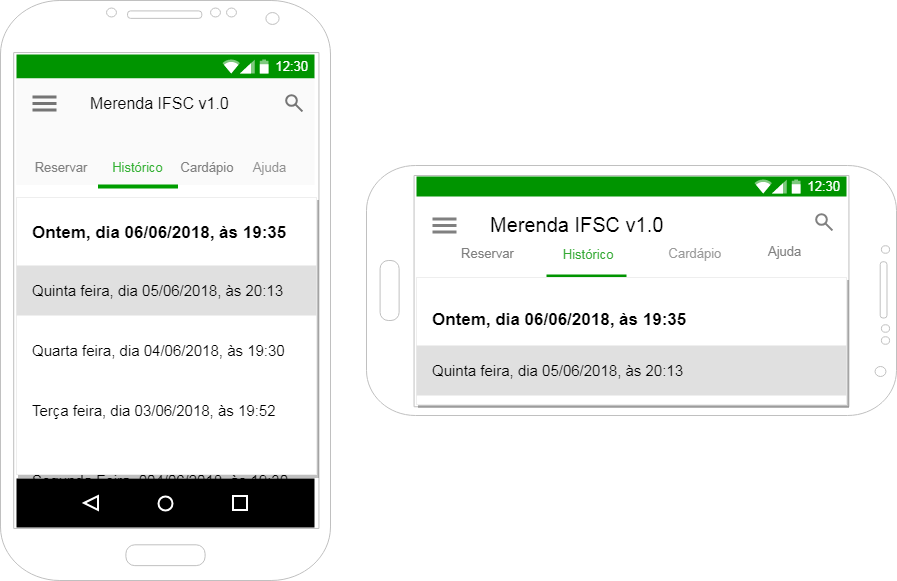 12:30
Merenda IFSC v1.0
Reservar Histórico Cardápio Ajuda
Ontem, dia 06/06/2018, às 19:35
Quinta feira, dia 05/06/2018, às 20:13
Quarta feira, dia 04/06/2018, às 19:30
Terça feira, dia 03/06/2018, às 19:52
Segunda Feira,
12:30
Merenda IFSC v1.0
Reservar Histórico Cardápio Ajuda
Ontem, dia 06/06/2018, às 19:35
Quinta feira, dia 05/06/2018, às 20:13